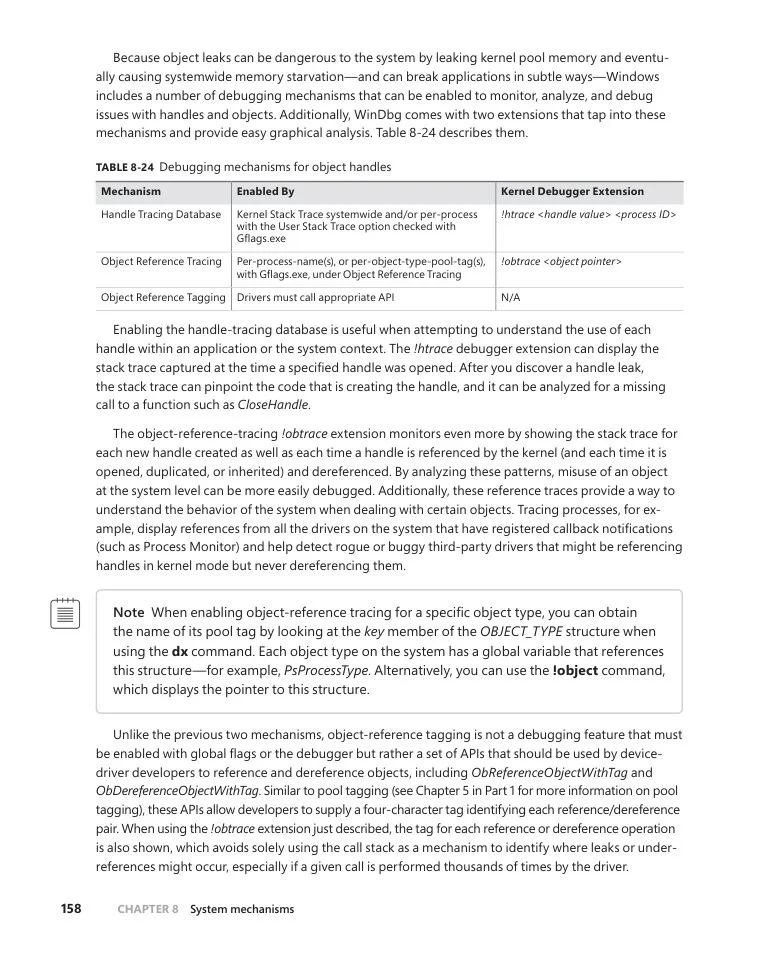 Because object leaks can be dangerous to the system by leaking kernel pool memory and eventu-
ally causing systemwide memory starvation—and can break applications in subtle ways—Windows
includes a number of debugging mechanisms that can be enabled to monitor, analyze, and debug
issues with handles and objects. Additionally, WinDbg comes with two extensions that tap into these
mechanisms and provide easy graphical analysis. Table 8-24 describes them.
TABLE 8-24 Debugging mechanisms for object handles
Mechanism Enabled By Kernel Debugger Extension
Handle Tracing Database Kernel Stack Trace systemwide and/or per-process !htrace <handle value> <process ID>
with the User Stack Trace option checked with
Gflags.exe
Object Reference Tracing Per-process-name(s), or per-object-type-pool-tag(s), !obtrace <object pointer>
with Gflags.exe, under Object Reference Tracing
Object Reference Tagging Drivers must call appropriate API N/A
Enabling the handle-tracing database is useful when attempting to understand the use of each
handle within an application or the system context. The !htrace debugger extension can display the
stack trace captured at the time a specified handle was opened. After you discover a handle leak,
the stack trace can pinpoint the code that is creating the handle, and it can be analyzed for a missing
call to a function such as CloseHandle.
The object-reference-tracing !obtrace extension monitors even more by showing the stack trace for
each new handle created as well as each time a handle is referenced by the kernel (and each time it is
opened, duplicated, or inherited) and dereferenced. By analyzing these patterns, misuse of an object
at the system level can be more easily debugged. Additionally, these reference traces provide a way to
understand the behavior of the system when dealing with certain objects. Tracing processes, for ex-
ample, display references from all the drivers on the system that have registered callback notifications
(such as Process Monitor) and help detect rogue or buggy third-party drivers that might be referencing
handles in kernel mode but never dereferencing them.
Note When enabling object-reference tracing for a specific object type, you can obtain
the name of its pool tag by looking at the key member of the OBJECT_TYPE structure when
using the dx command. Each object type on the system has a global variable that references
this structure—for example, PsProcessType. Alternatively, you can use the !object command,
which displays the pointer to this structure.
Unlike the previous two mechanisms, object-reference tagging is not a debugging feature that must
be enabled with global flags or the debugger but rather a set of APIs that should be used by device-
driver developers to reference and dereference objects, including ObReferenceObjectWithTag and
ObDereferenceObjectWithTag. Similar to pool tagging (see Chapter 5 in Part 1 for more information on pool
tagging), these APIs allow developers to supply a four-character tag identifying each reference/dereference
pair. When using the !obtrace extension just described, the tag for each reference or dereference operation
is also shown, which avoids solely using the call stack as a mechanism to identify where leaks or under-
references might occur, especially if a given call is performed thousands of times by the driver.
158 CHAPTER 8 System mechanisms